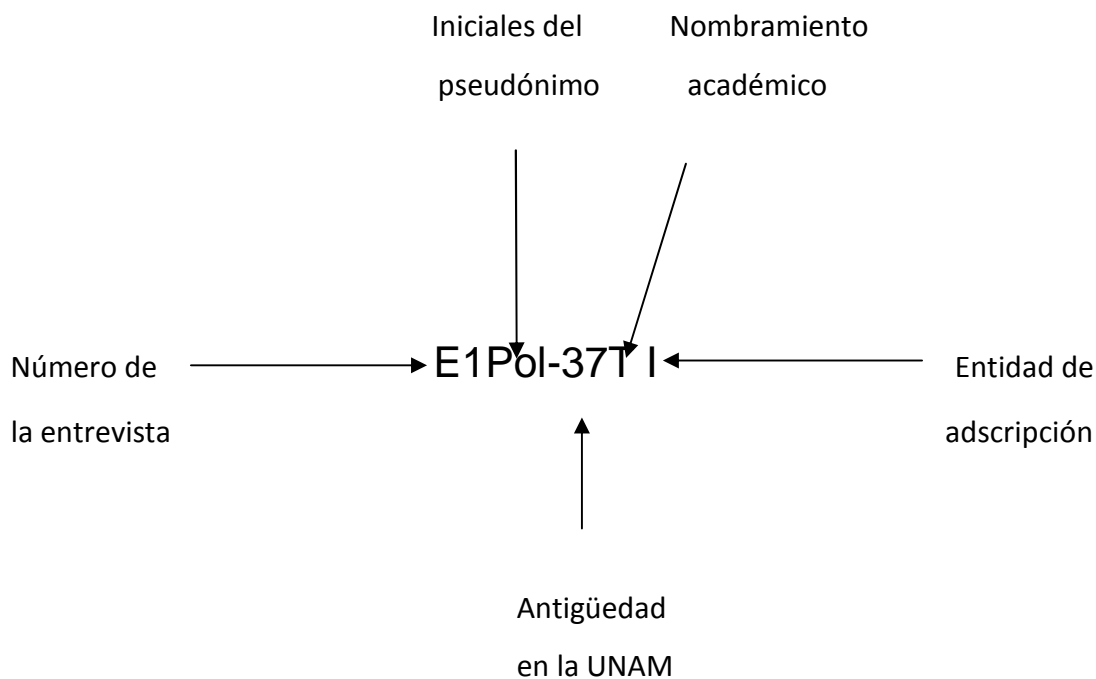 Iniciales del Nombramiento
pseudónimo académico
Número de E1Pol-37T I Entidad de
la entrevista adscripción
Antigüedad
en la UNAM